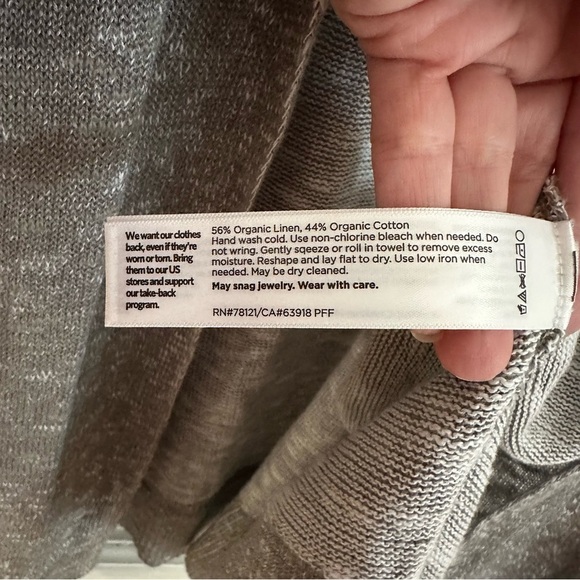 We want our clothes
back, even if they're
worn or torn. Bring
them to our US
stores and support
our take-back
program.
56% Organic Linen, 44% Organic Cotton
Hand wash cold. Use non-chlorine bleach when needed. Do
not wring. Gently sqeeze or roll in towel to remove excess
moisture. Reshape and lay flat to dry. Use low iron when
needed. May be dry cleaned.
May snag jewelry. Wear with care.
RN#78121/CA#63918 PFF